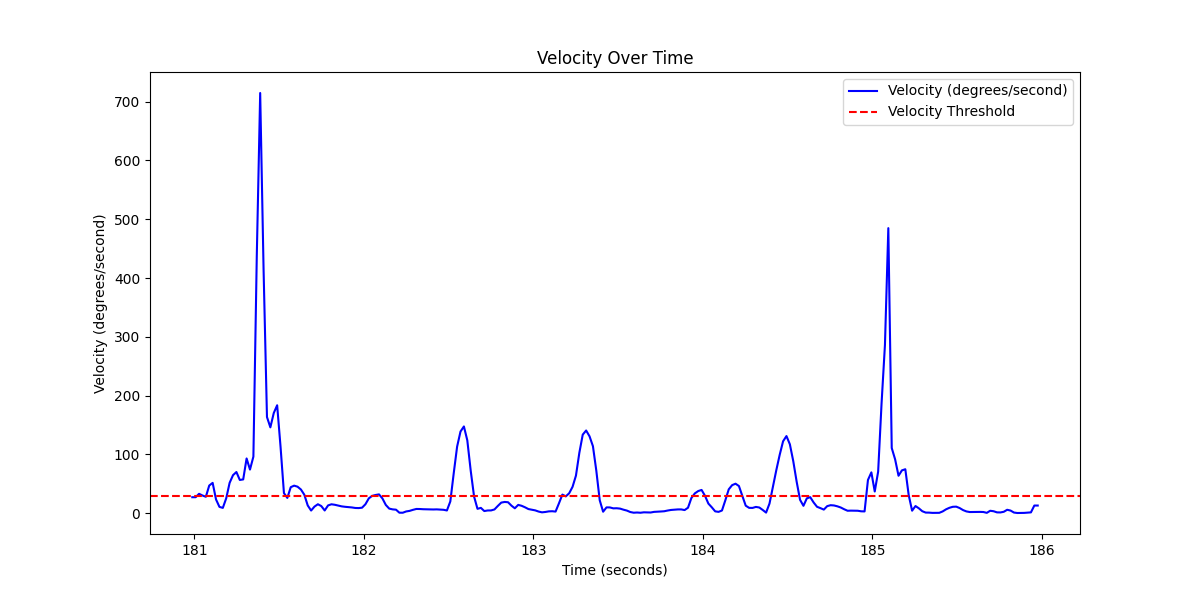 Velocity Over Time
Velocity (degrees/second)
Velocity Threshold
Velocity (degrees/second)
700
600
500
400
300
200
100
0
181
182
183
184
185
186
Time (seconds)